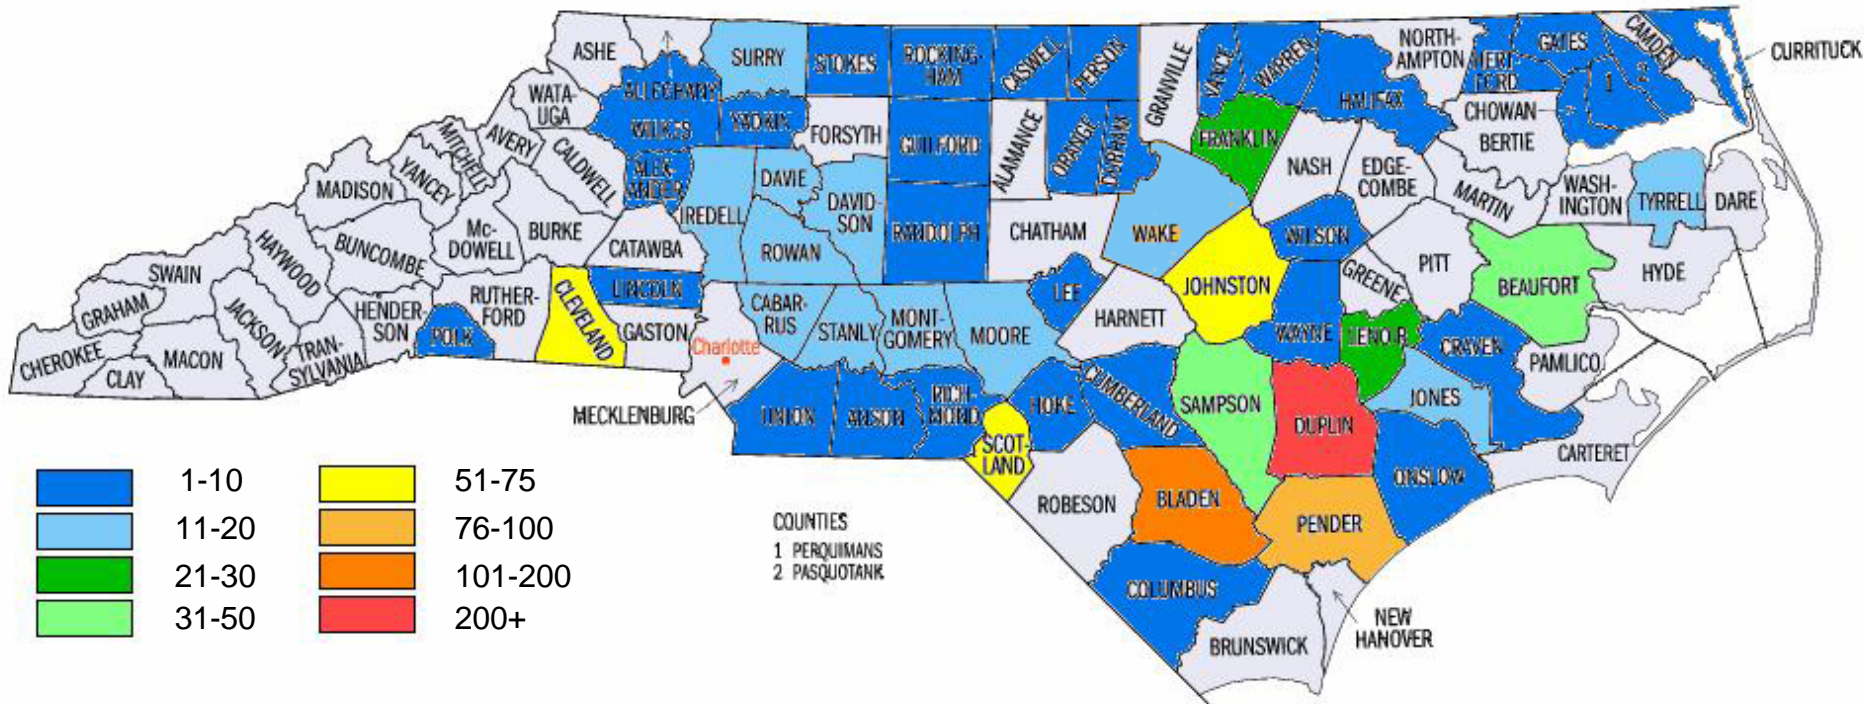 ASHE
SURRY
STOKES
ROCKING-
HAM
CASWELL
PERSON
GRANVILLE
VANCE
WARREN
HALIFAX
NORTH-
AMPTON
HERT-
FORD
GATES
CAMDEN
CURRITUCK
1
2
CHOWAN
BERTIE
ALLEGHANY
WATA-
UGA
WILKES
YADKIN
FORSYTH
GUILFORD
ALAMANCE
ORANGE
DURHAM
FRANKLIN
NASH
EDGE-
COMBE
MARTIN
WASH-
INGTON
TYRRELL
DARE
MITCHELL
AVERY
CALDWELL
YANCEY
MADISON
ALEX-
ANDER
IREDELL
DAVIE
DAVID-
SON
RANDOLPH
CHATHAM
WAKE
WILSON
PITT
GREENE
BEAUFORT
HYDE
HAYWOOD
BUNCOMBE
Mc-
DOWELL
BURKE
CATAWBA
ROWAN
SWAIN
GRAHAM
JACKSON
HENDER-
SON
POLK
RUTHER-
FORD
CLEVELAND
LINCOLN
GASTON
CABAR-
RUS
STANLY
MONT-
GOMERY
MOORE
LEE
HARNETT
JOHNSTON
WAYNE
LENOIR
CRAVEN
PAMLICO
CHEROKEE
CLAY
MACON
TRAN-
SYLVANIA
Charlotte
MECKLENBURG
UNION
ANSON
RICH-
MOND
SCOT-
LAND
HOKE
CUMBERLAND
SAMPSON
DUPLIN
JONES
ONSLOW
CARTERET
ROBESON
BLADEN
PENDER
COLUMBUS
BRUNSWICK
NEW
HANOVER
1-10
11-20
21-30
31-50
51-75
76-100
101-200
200+
COUNTIES
1 PERQUIMANS
2 PASQUOTANK